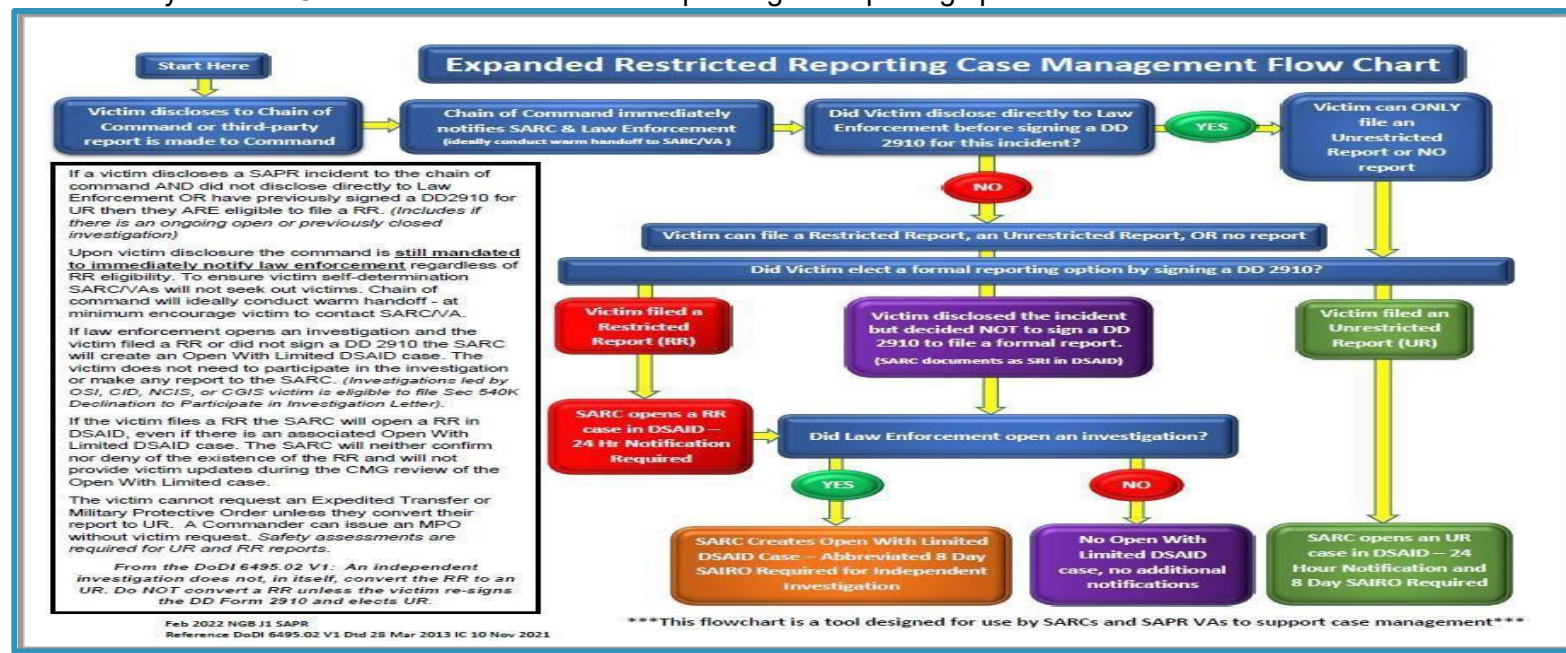 Start Here
Expanded Restricted Reporting Case Management Flow Chart
Victim discloses to Chain of
Command or third-party
report is made to Command
Chain of Command immediately
notifies SARC & Law Enforcement
(ideally conduct warm handoff to SARC/VA )
Did Victim disclose directly to Law
Enforcement before signing a DD
2910 for this incident?
YES
Victim can ONLY
file an
Unrestricted
Report or NO
report
NO
If a victim discloses a SAPR incident to the chain of
command AND did not disclose directly to Law
Enforcement OR have previously signed a DD2910 for
UR then they ARE eligible to file a RR. (Includes if
there is an ongoing open or previously closed
investigation)
Upon victim disclosure the command is still mandated
to immediately notify law enforcement regardless of
RR eligibility. To ensure victim self-determination
SARC/VAs will not seek out victims. Chain of
command will ideally conduct warm handoff - at
minimum encourage victim to contact SARC/VA.
If law enforcement opens an investigation and the
victim filed a RR or did not sign a DD 2910 the SARC
will create an Open With Limited DSAID case. The
victim does not need to participate in the investigation
or make any report to the SARC. (Investigations led by
OSI, CID, NCIS, or CGIS victim is eligible to file Sec 540K
Declination to Participate in Investigation Letter).
If the victim files a RR the SARC will open a RR in
DSAID, even if there is an associated Open With
Limited DSAID case. The SARC will neither confirm
nor deny of the existence of the RR and will not
provide victim updates during the CMG review of the
Open With Limited case.
The victim cannot request an Expedited Transfer or
Military Protective Order unless they convert their
report to UR. A Commander can issue an MPO
without victim request. Safety assessments are
required for UR and RR reports.
From the DoDI 6495.02 V1: An independent
investigation does not, in itself, convert the RR to an
UR. Do NOT convert a RR unless the victim re-signs
the DD Form 2910 and elects UR.
Victim can file a Restricted Report, an Unrestricted Report, OR no report
Did Victim elect a formal reporting option by signing a DD 2910?
Victim filed a
Restricted
Report (RR)
Victim disclosed the incident
but decided NOT to sign a DD
2910 to file a formal report.
(SARC documents as SRI in DSAID)
Victim filed an
Unrestricted
Report (UR)
SARC opens a RR
case in DSAID –
24 Hr Notification
Required
Did Law Enforcement open an investigation?
YES
NO
SARC Creates Open With Limited
DSAID Case – Abbreviated 8 Day
SAIRO Required for Independent
Investigation
No Open With
Limited DSAID
case, no additional
notifications
SARC opens an UR
case in DSAID – 24
Hour Notification and
8 Day SAIRO Required
Feb 2022 NGB J1 SAPR
Reference DoDI 6495.02 V1 Dtd 28 Mar 2013 IC 10 Nov 2021
***This flowchart is a tool designed for use by SARCs and SAPR VAs to support case management***